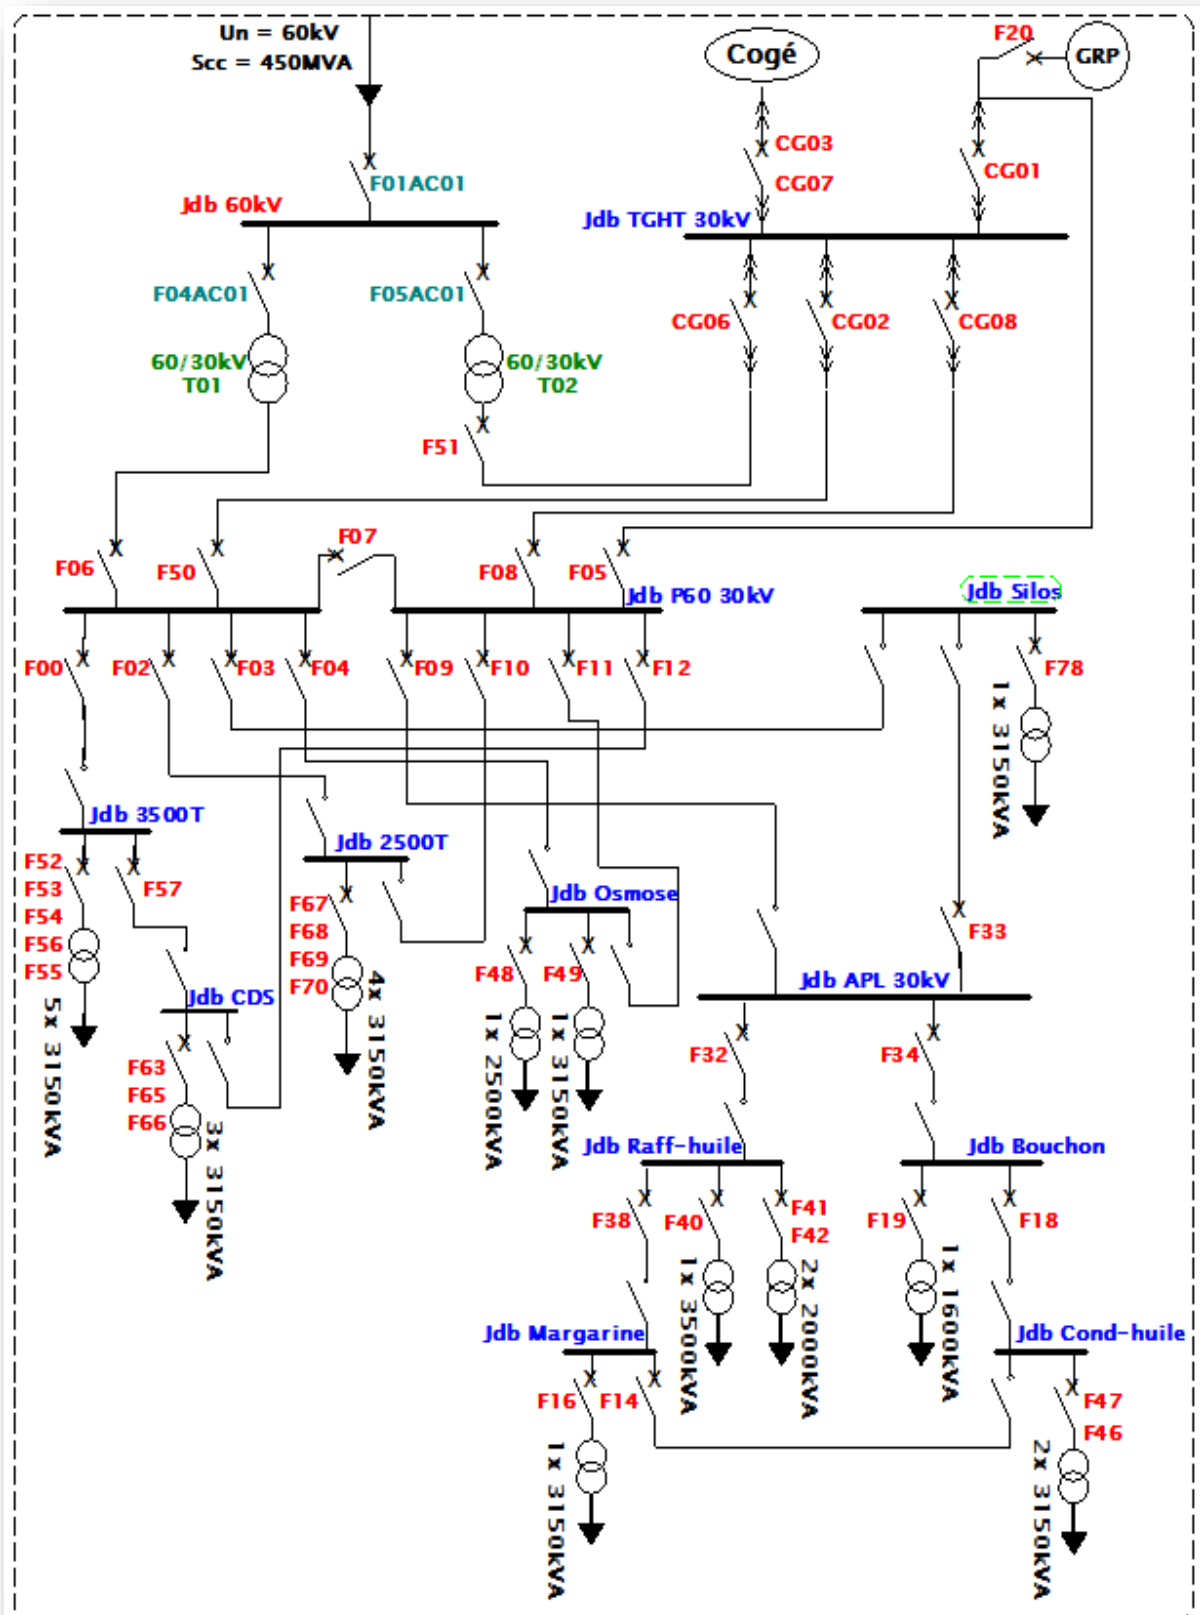 Un = 60kV
Scc = 450MVA
Cogé
F20
GRP
CG03
CG07
CG01
F01AC01
Jdb 60kV
Jdb TGHT 30kV
F04AC01
F05AC01
CG06
CG02
CG08
60/30kV
T01
60/30kV
T02
F51
F07
F06
F50
F08
F05
Jdb P60 30kV
Jdb Silos
F00
F02
F03
F04
F09
F10
F11
F12
F78
1x 3150kVA
Jdb 3500T
Jdb 2500T
F52
F53
F54
F56
F55
F57
5x 3150kVA
F67
F68
F69
F70
4x 3150kVA
Jdb Osmose
F48
F49
1x 2500kVA
1x 3150kVA
F33
Jdb CDS
Jdb APL 30kV
F63
F65
F66
3x 3150kVA
F32
F34
Jdb Raff-huile
Jdb Bouchon
F38
F40
F41
F42
F19
F18
1x 3500kVA
2x 2000kVA
1x 1600kVA
Jdb Margarine
Jdb Cond-huile
F16
F14
F47
F46
1x 3150kVA
2x 3150kVA